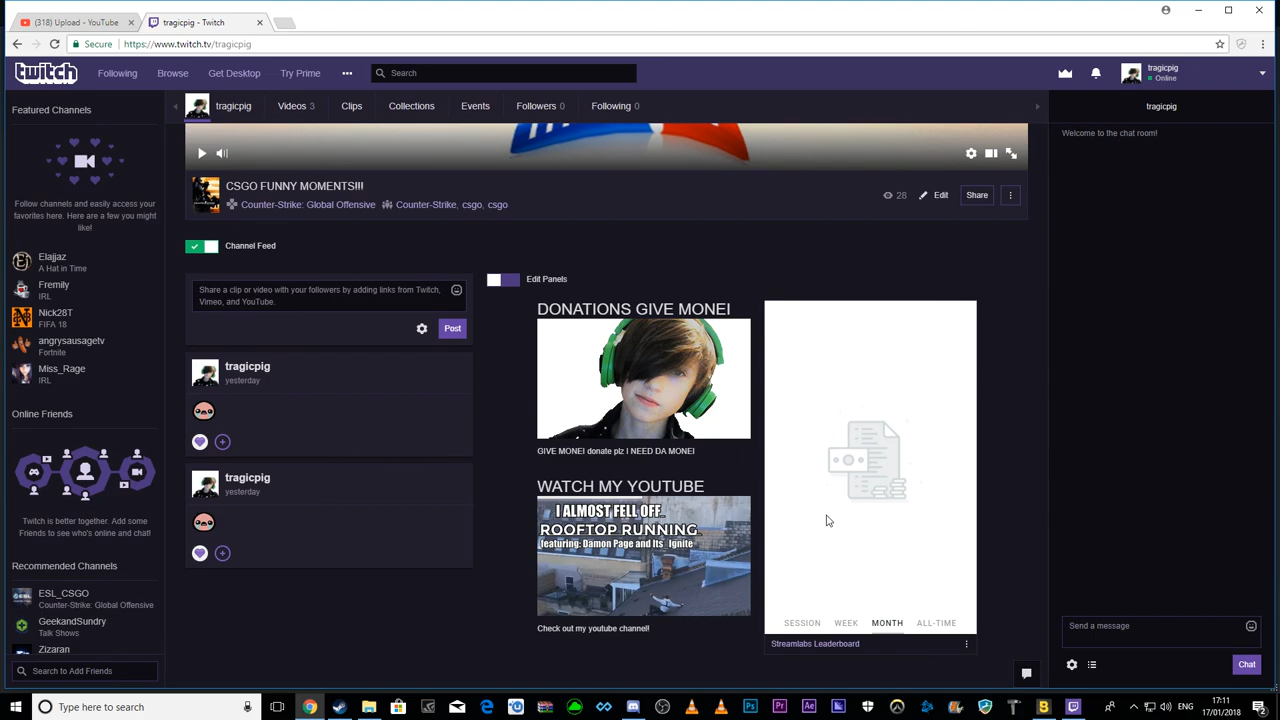 (318) Upload - YouTube
tragicpig - Twitch
Secure
https://www.twitch.tv/tragicpig
twitch
Following
Browse
Get Desktop
Try Prime
Search
tragicpig
Online
Featured Channels
Follow channels and easily access your
favorites here. Here are a few you might
like!
Elajjaz
A Hat in Time
Fremily
IRL
Nick28T
FIFA 18
angrysausagetv
Fortnite
Miss_Rage
IRL
Online Friends
Twitch is better together. Add some
Friends to see who's online and chat!
Recommended Channels
ESL_CSGO
Counter-Strike: Global Offensive
GeekandSundry
Talk Shows
Zizaran
Search to Add Friends
tragicpig
Videos 3
Clips
Collections
Events
Followers 0
Following 0
CSGO FUNNY MOMENTS!!!
Counter-Strike: Global Offensive
Counter-Strike, csgo, csgo
28
Edit
Share
Channel Feed
Share a clip or video with your followers by adding links from Twitch,
Vimeo, and YouTube.
Post
tragicpig
yesterday
tragicpig
yesterday
Edit Panels
DONATIONS GIVE MONEI
GIVE MONEI donate plz I NEED DA MONEI
WATCH MY YOUTUBE
I ALMOST FELL OFF..
ROOFTOP RUNNING
featuring: Damon Page and Its_Ignite
Check out my youtube channel!
SESSION
WEEK
MONTH
ALL-TIME
Streamlabs Leaderboard
tragicpig
Welcome to the chat room!
Send a message
Chat
Type here to search
ENG
17:11
17/01/2018